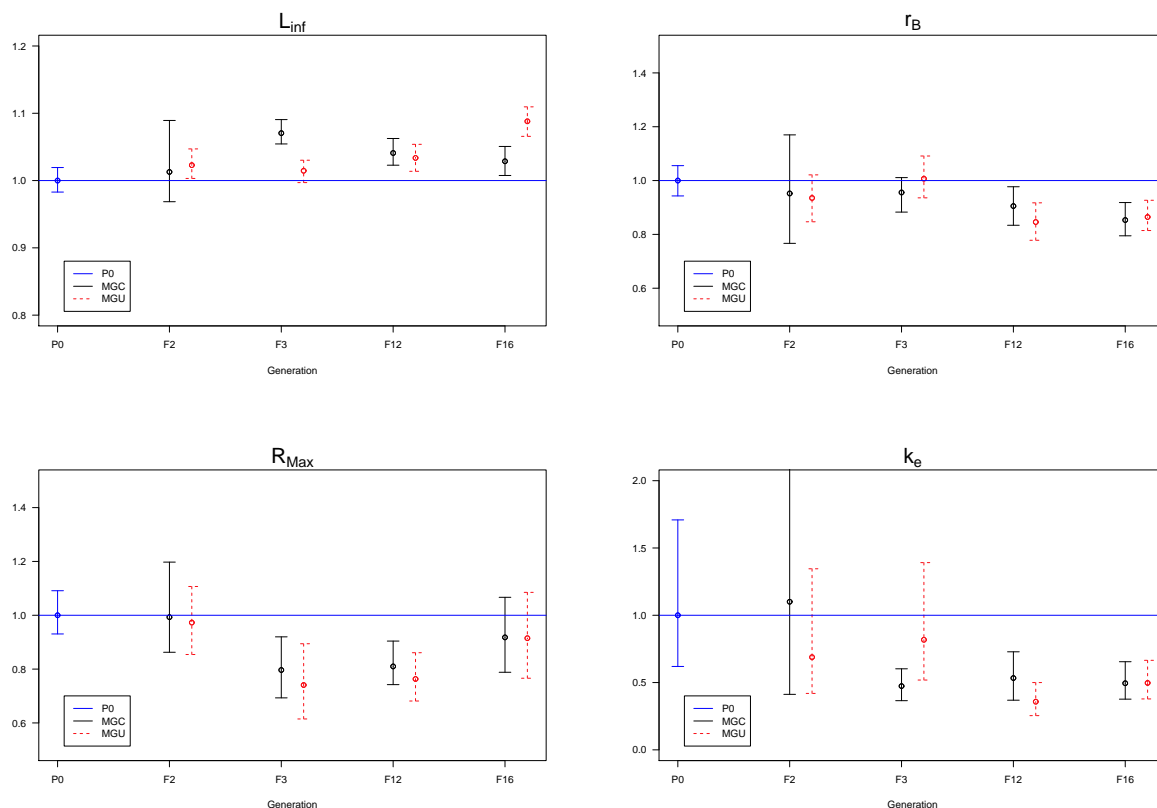 L_inf
1.2
1.1
1.0
0.9
0.8
P0
MGC
MGU
P0 F2 F3 F12 F16
Generation
r_B
1.4
1.2
1.0
0.8
0.6
P0
MGC
MGU
P0 F2 F3 F12 F16
Generation
R_Max
1.4
1.2
1.0
0.8
0.6
P0
MGC
MGU
P0 F2 F3 F12 F16
Generation
k_e
2.0
1.5
1.0
0.5
0.0
P0
MGC
MGU
P0 F2 F3 F12 F16
Generation